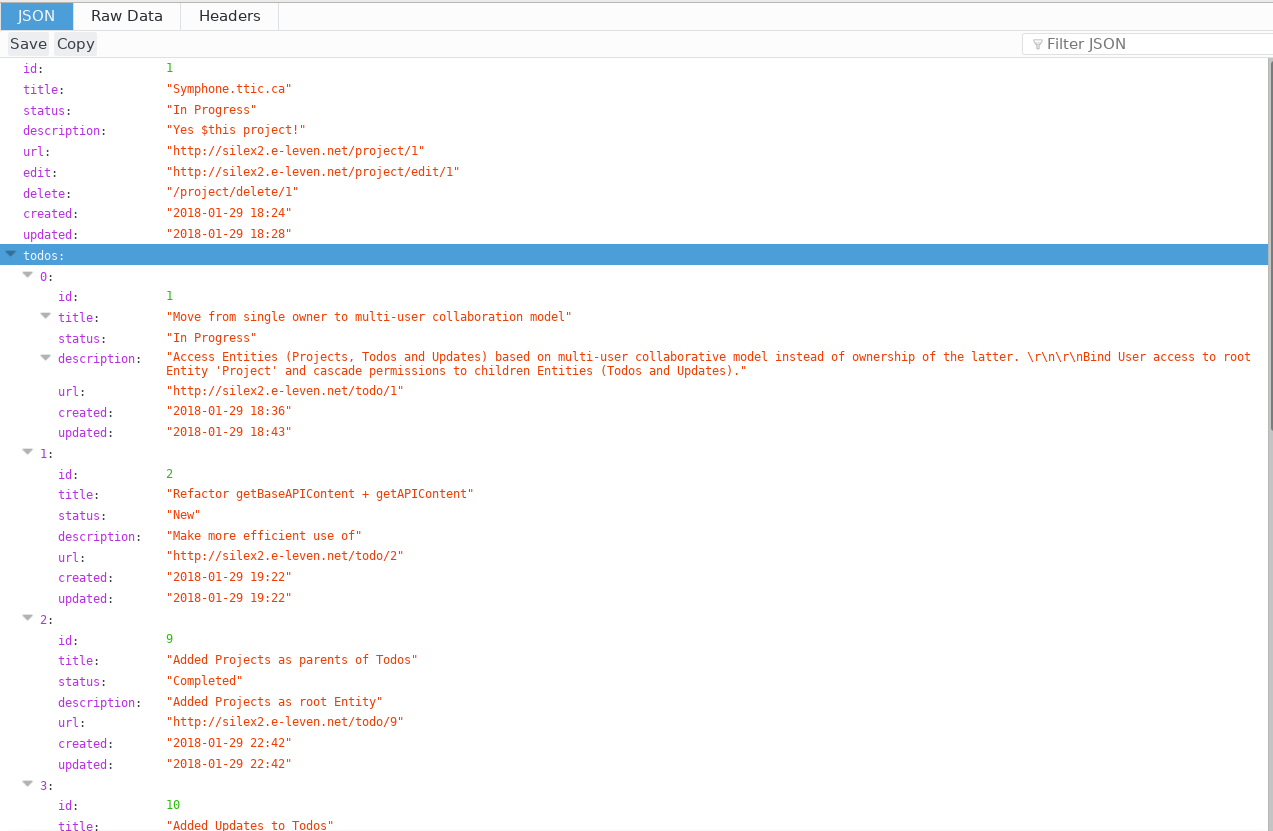 JSON Raw Data Headers
Save Copy Filter JSON
id: 1
title: "Symphone.ttic.ca"
status: "In Progress"
description: "Yes $this project!"
url: "http://silex2.e-leven.net/project/1"
edit: "http://silex2.e-leven.net/project/edit/1"
delete: "/project/delete/1"
created: "2018-01-29 18:24"
updated: "2018-01-29 18:28"
todos:
0:
id: 1
title: "Move from single owner to multi-user collaboration model"
status: "In Progress"
description: "Access Entities (Projects, Todos and Updates) based on multi-user collaborative model instead of ownership of the latter. \r\n\r\nBind User access to root
Entity 'Project' and cascade permissions to children Entities (Todos and Updates)."
url: "http://silex2.e-leven.net/todo/1"
created: "2018-01-29 18:36"
updated: "2018-01-29 18:43"
1:
id: 2
title: "Refactor getBaseAPIContent + getAPIContent"
status: "New"
description: "Make more efficient use of"
url: "http://silex2.e-leven.net/todo/2"
created: "2018-01-29 19:22"
updated: "2018-01-29 19:22"
2:
id: 9
title: "Added Projects as parents of Todos"
status: "Completed"
description: "Added Projects as root Entity"
url: "http://silex2.e-leven.net/todo/9"
created: "2018-01-29 22:42"
updated: "2018-01-29 22:42"
3:
id: 10
title: "Added Updates to Todos"